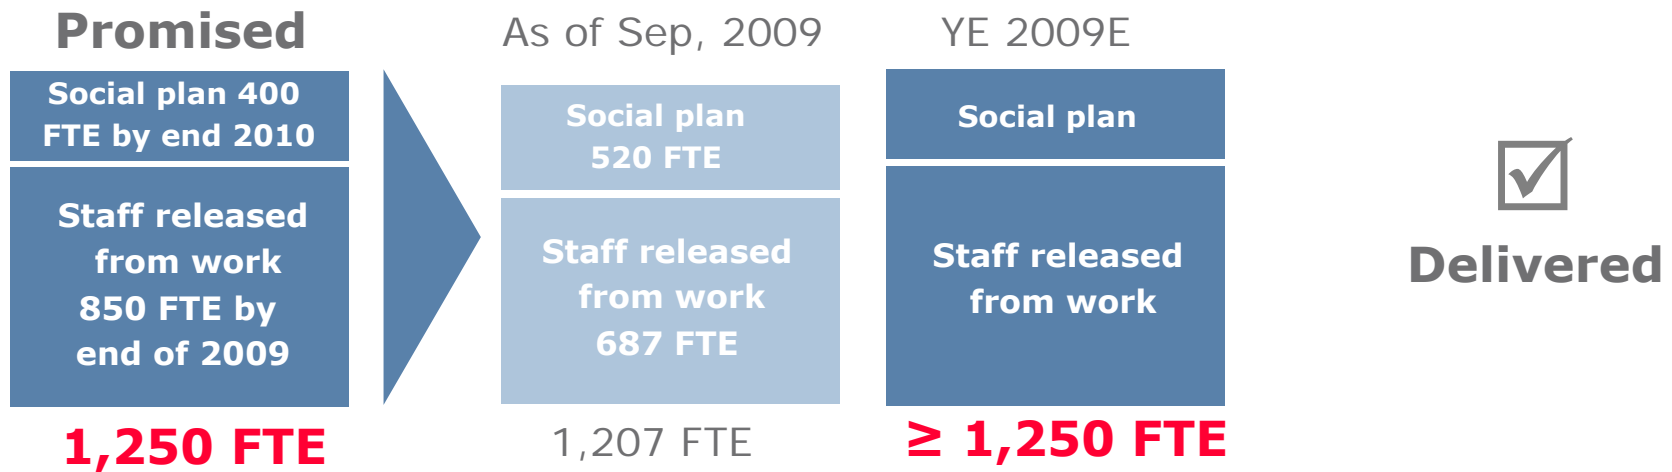 Promised
Social plan 400
FTE by end 2010
Staff released
from work
850 FTE by
end of 2009
1,250 FTE
As of Sep, 2009
Social plan
520 FTE
Staff released
from work
687 FTE
1,207 FTE
YE 2009E
Social plan
Staff released
from work
≥ 1,250 FTE
Delivered